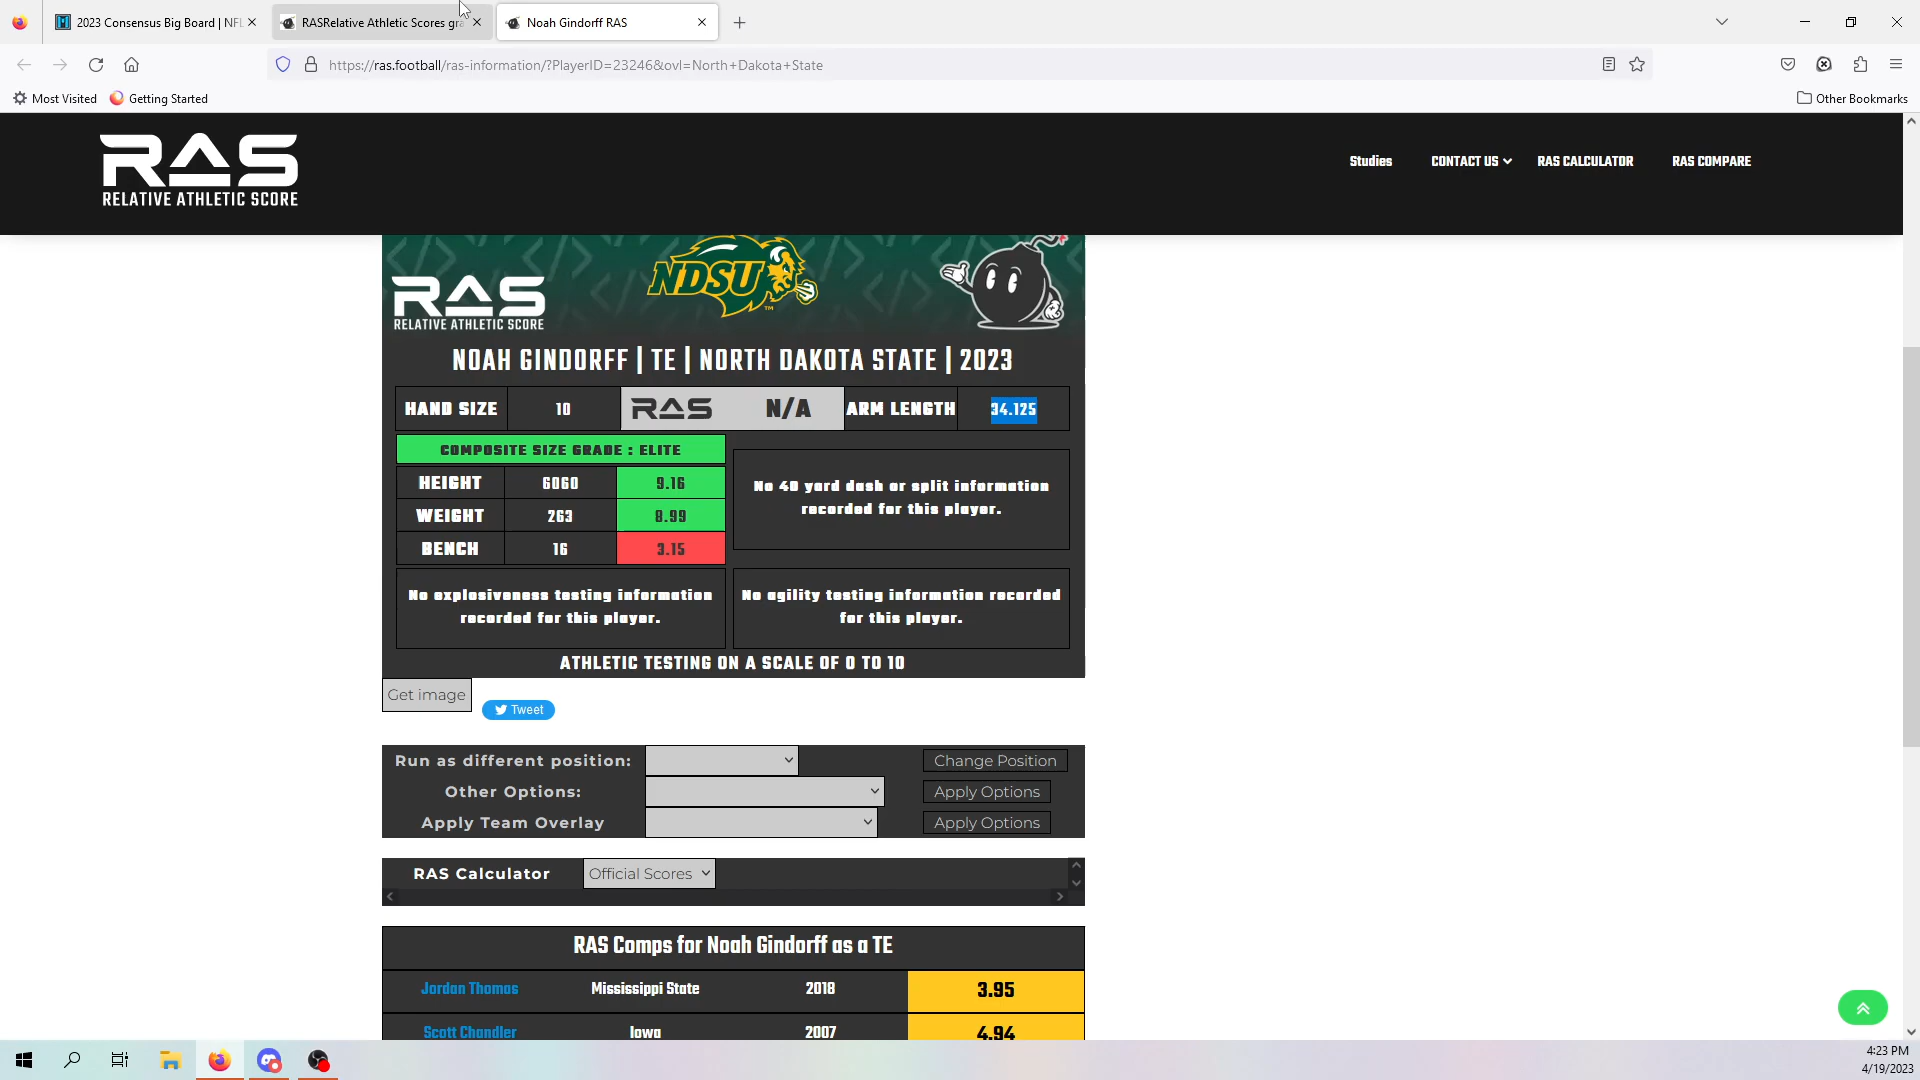 2023 Consensus Big Board | NFL
RASRelative Athletic Scores gra
Noah Gindorff RAS
https://ras.football/ras-information/?PlayerID=23246&ovl=North+Dakota+State
Most Visited
Getting Started
Other Bookmarks
RAS
RELATIVE ATHLETIC SCORE
Studies
CONTACT US
RAS CALCULATOR
RAS COMPARE
RAS
RELATIVE ATHLETIC SCORE
NDSU
TM
NOAH GINDORFF | TE | NORTH DAKOTA STATE | 2023
HAND SIZE 10 RAS N/A ARM LENGTH 34.125
COMPOSITE SIZE GRADE : ELITE
HEIGHT 6060 9.16
WEIGHT 263 8.99
BENCH 16 3.15
No 40 yard dash or split information
recorded for this player.
No explosiveness testing information
recorded for this player.
No agility testing information recorded
for this player.
ATHLETIC TESTING ON A SCALE OF 0 TO 10
Get image
Tweet
Run as different position: Change Position
Other Options: Apply Options
Apply Team Overlay Apply Options
RAS Calculator Official Scores
RAS Comps for Noah Gindorff as a TE
Jordan Thomas Mississippi State 2018 3.95
Scott Chandler Iowa 2007 4.94
4:23 PM
4/19/2023